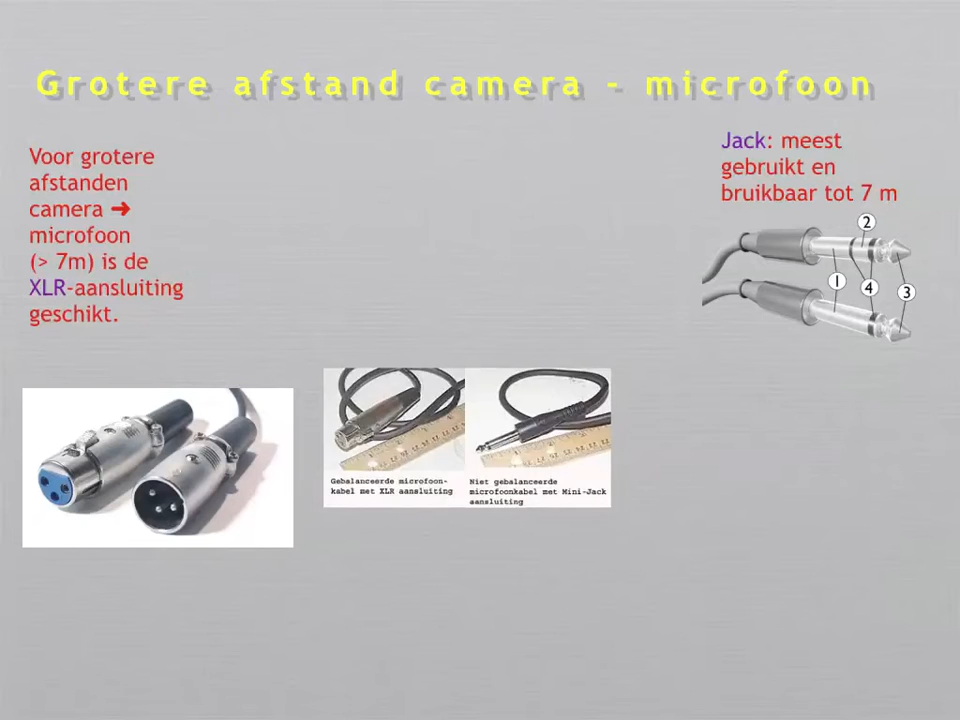 Grotere afstand camera - microfoon
Voor grotere
afstanden
camera ➜
microfoon
(> 7m) is de
XLR-aansluiting
geschikt.
Jack: meest
gebruikt en
bruikbaar tot 7 m
2
1
4
3
Gebalanceerde microfoon-
kabel met XLR aansluiting
Niet gebalanceerde
microfoonkabel met Mini-Jack
aansluiting